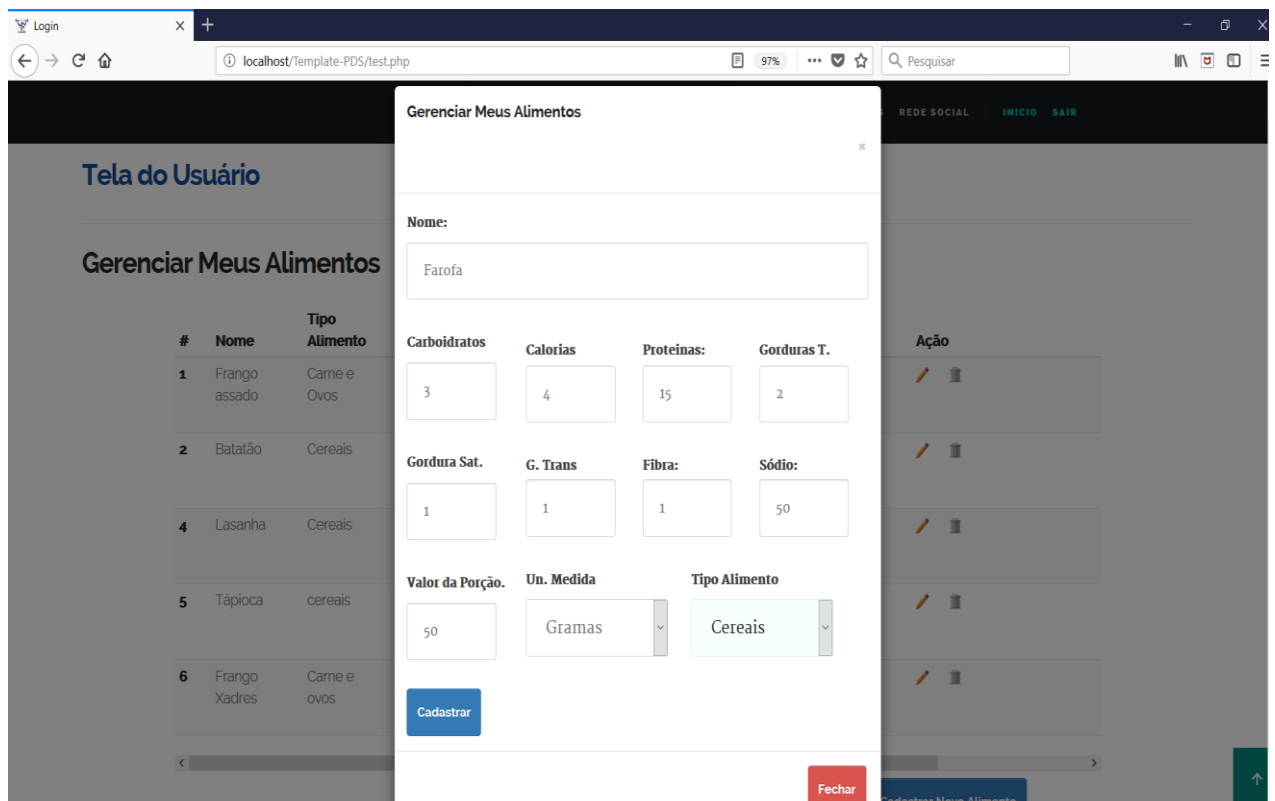 Login
localhost/Template-PDS/test.php
97%
Pesquisar
REDE SOCIAL
INICIO
SAIR
Tela do Usuário
Gerenciar Meus Alimentos
# Nome Tipo Alimento Ação
1 Frango assado Carne e Ovos
2 Batatão Cereais
4 Lasanha Cereais
5 Tápioca cereais
6 Frango Xadres Carne e ovos
Gerenciar Meus Alimentos
×
Nome:
Farofa
Carboidratos Calorias Proteinas: Gorduras T.
3 4 15 2
Gordura Sat. G. Trans Fibra: Sódio:
1 1 1 50
Valor da Porção. Un. Medida Tipo Alimento
50 Gramas Cereais
Cadastrar
Fechar
Cadastrar Novo Alimento